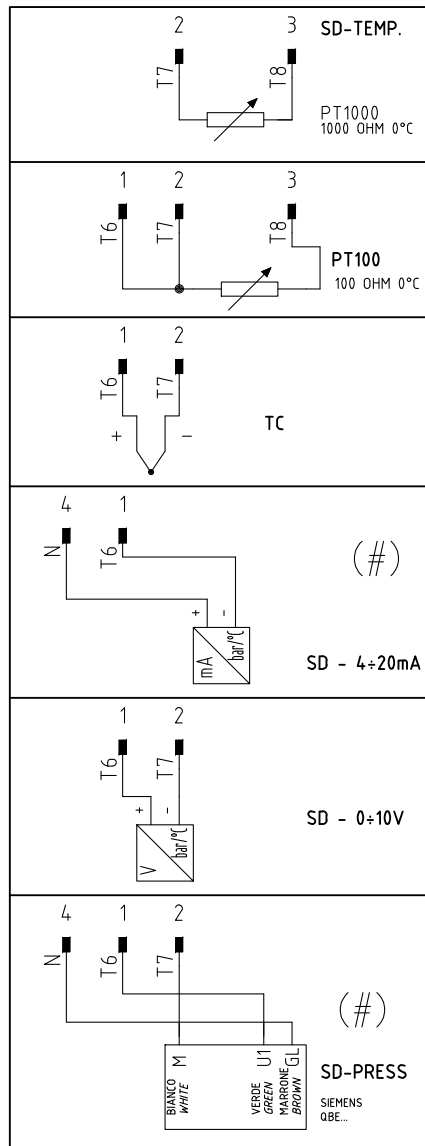 2 3 SD-TEMP.
T7 T8
PT1000
1000 OHM 0°C
1 2 3
T6 T7 T8
PT100
100 OHM 0°C
1 2
T6 T7
+ -
TC
4 1
N T6
(#)
+ -
mA bar/°C
SD - 4÷20mA
1 2
T6 T7
+ -
V bar/°C
SD - 0÷10V
4 1 2
N T6 T7
(#)
M U1 GL
BIANCO VERDE MARRONE
WHITE GREEN BROWN
SD-PRESS
SIEMENS
QBE...